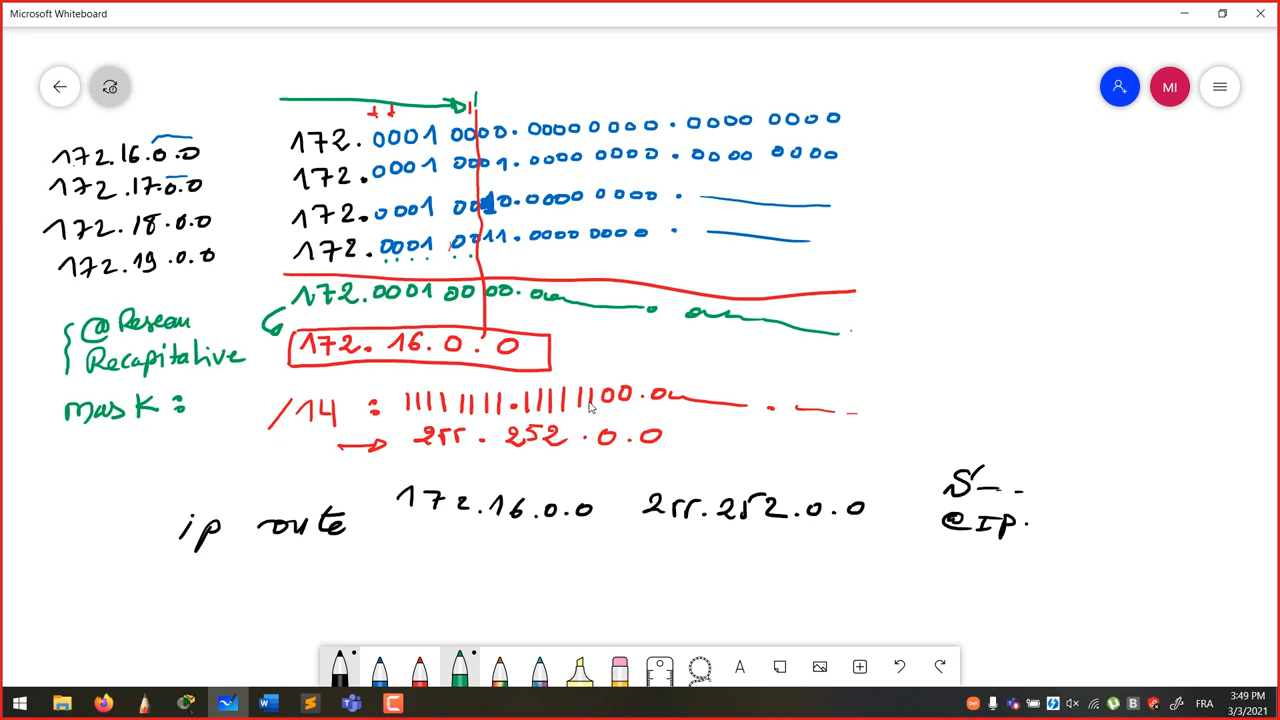 Microsoft Whiteboard
MI
172.16.0.0
172.17.0.0
172.18.0.0
172.19.0.0
172.0001 0000.0000 0000.0000 0000
172.0001 0001.0000 0000.0000 0000
172.0001 0010.0000 0000.
172.0001 0011.0000 0000.
172.0001 0000.
@Reseau
Recapitulative
172.16.0.0
mask:
/14 : 11111111.11111100.0
255.252.0.0
ip route 172.16.0.0 255.252.0.0
S
@IP.
A
FRA
3:49 PM
3/3/2021